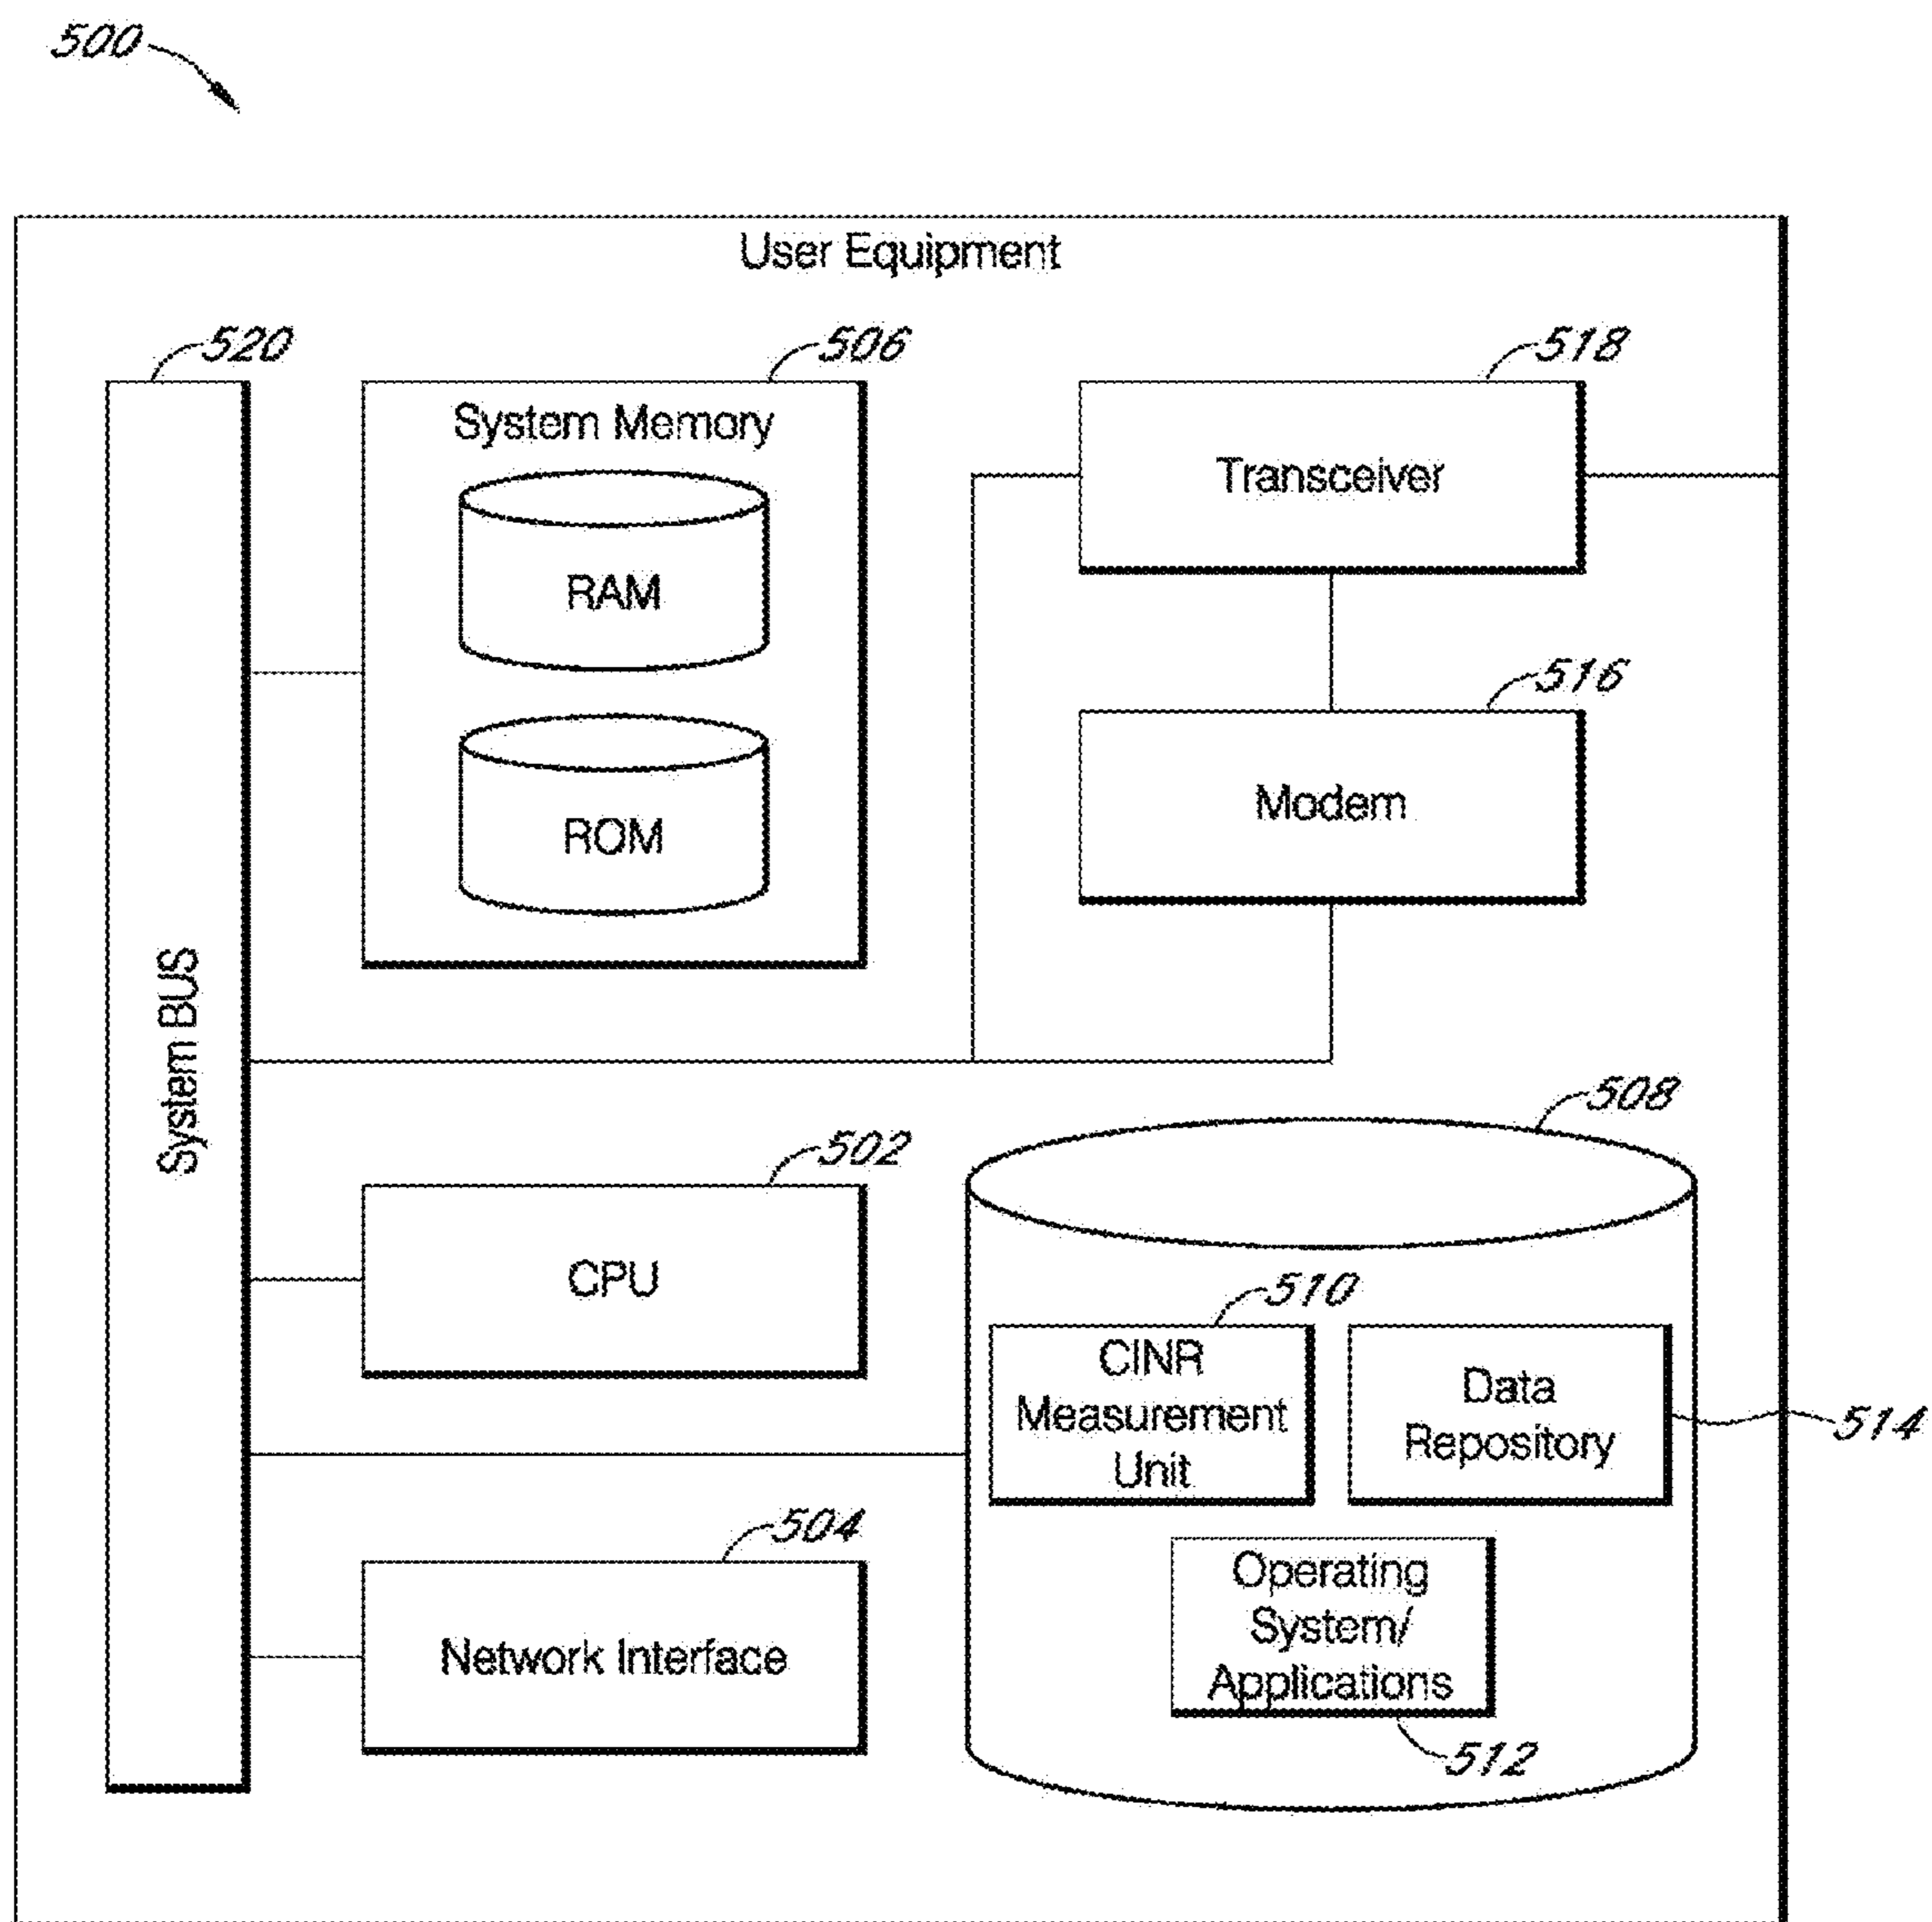 500
User Equipment
520
506
518
System Memory
Transceiver
RAM
516
Modem
ROM
System BUS
508
502
CPU
510
CINR
Measurement
Unit
Data
Repository
514
504
Network Interface
Operating
System/
Applications
512